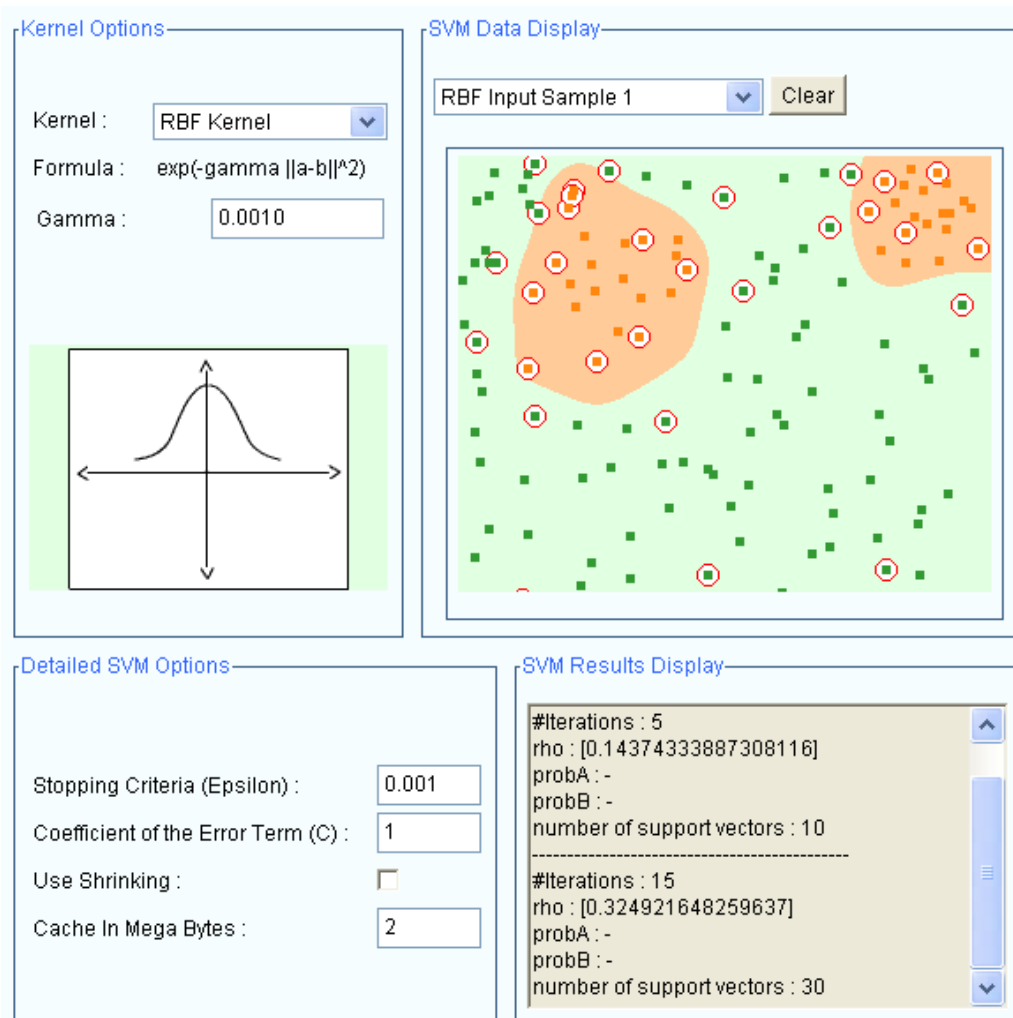 Kernel Options
Kernel :
RBF Kernel
Formula :
exp(-gamma ||a-b||^2)
Gamma :
0.0010
SVM Data Display
RBF Input Sample 1
Clear
Detailed SVM Options
Stopping Criteria (Epsilon) :
0.001
Coefficient of the Error Term (C) :
1
Use Shrinking :
Cache In Mega Bytes :
2
SVM Results Display
#Iterations : 5
rho : [0.14374333887308116]
probA : -
probB : -
number of support vectors : 10
---------------------------------------------
#Iterations : 15
rho : [0.324921648259637]
probA : -
probB : -
number of support vectors : 30